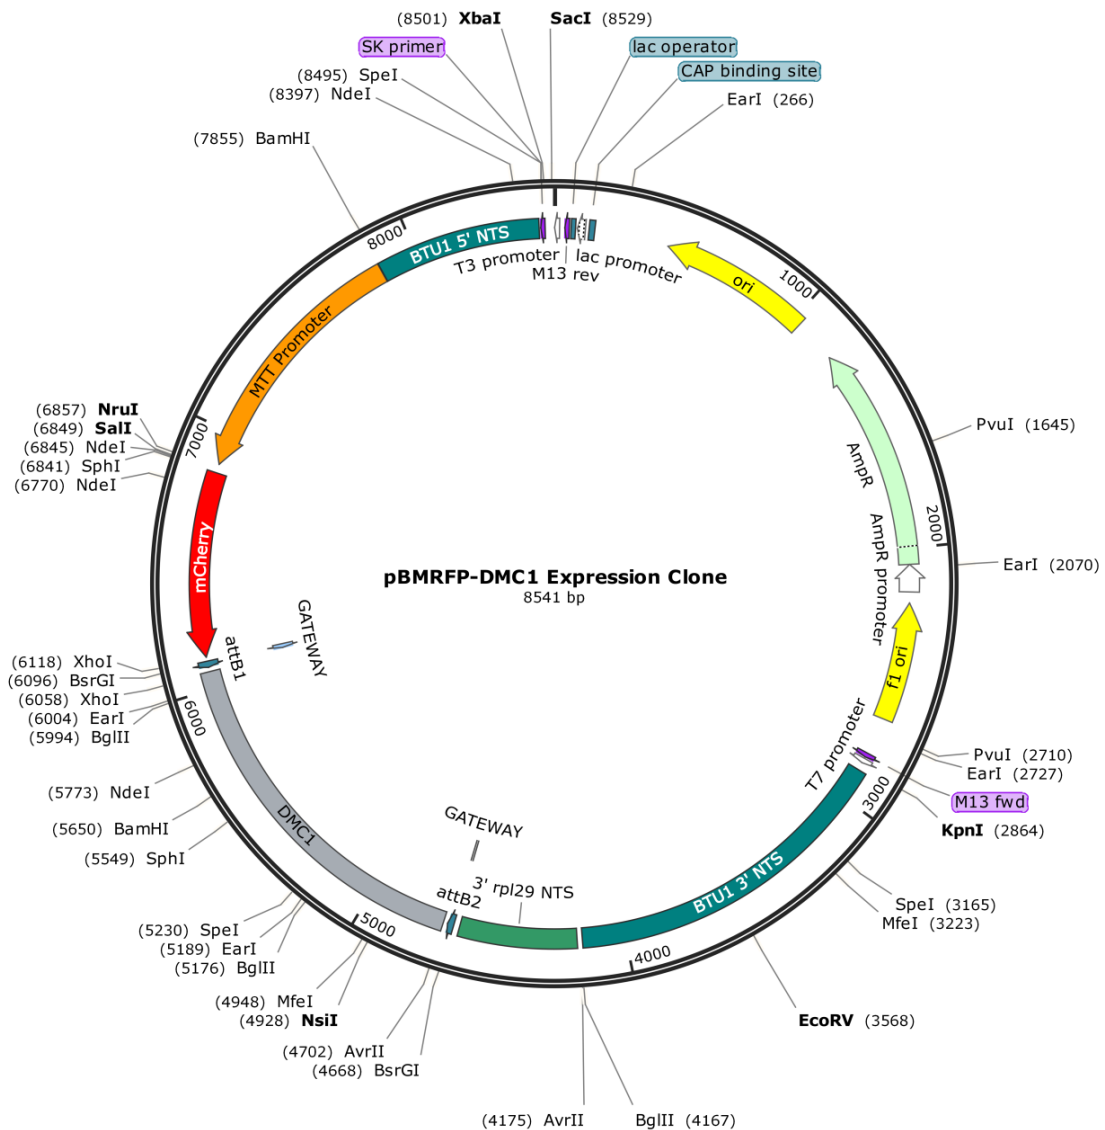 (8501) XbaI
SacI (8529)
SK primer
lac operator
(8495) SpeI
CAP binding site
(8397) NdeI
EarI (266)
(7855) BamHI
8000
BTU1 5' NTS
T3 promoter
M13 rev
lac promoter
ori
1000
MTT Promoter
AmpR
PvuI (1645)
(6857) NruI
(6849) SalI
(6845) NdeI
(6841) SphI
(6770) NdeI
7000
2000
mCherry
AmpR promoter
EarI (2070)
pBMRFP-DMC1 Expression Clone
8541 bp
GATEWAY
attB1
f1 ori
(6118) XhoI
(6096) BsrGI
(6058) XhoI
(6004) EarI
(5994) BglII
6000
T7 promoter
PvuI (2710)
EarI (2727)
M13 fwd
KpnI (2864)
3000
(5773) NdeI
(5650) BamHI
(5549) SphI
DMC1
GATEWAY
attB2
3' rpl29 NTS
BTU1 3' NTS
SpeI (3165)
MfeI (3223)
(5230) SpeI
(5189) EarI
(5176) BglII
5000
4000
(4948) MfeI
(4928) NsiI
EcoRV (3568)
(4702) AvrII
(4668) BsrGI
(4175) AvrII
BglII (4167)